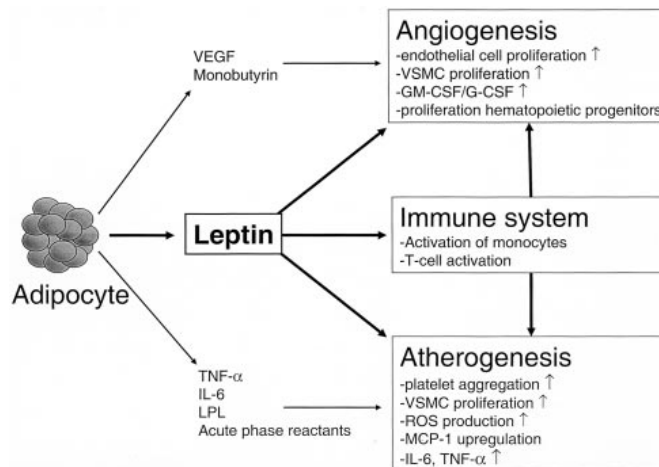 Angiogenesis
-endothelial cell proliferation ↑
-VSMC proliferation ↑
-GM-CSF/G-CSF ↑
-proliferation hematopoietic progenitors
VEGF
Monobutyrin
Adipocyte
Leptin
Immune system
-Activation of monocytes
-T-cell activation
TNF-α
IL-6
LPL
Acute phase reactants
Atherogenesis
-platelet aggregation ↑
-VSMC proliferation ↑
-ROS production ↑
-MCP-1 upregulation
-IL-6, TNF-α ↑